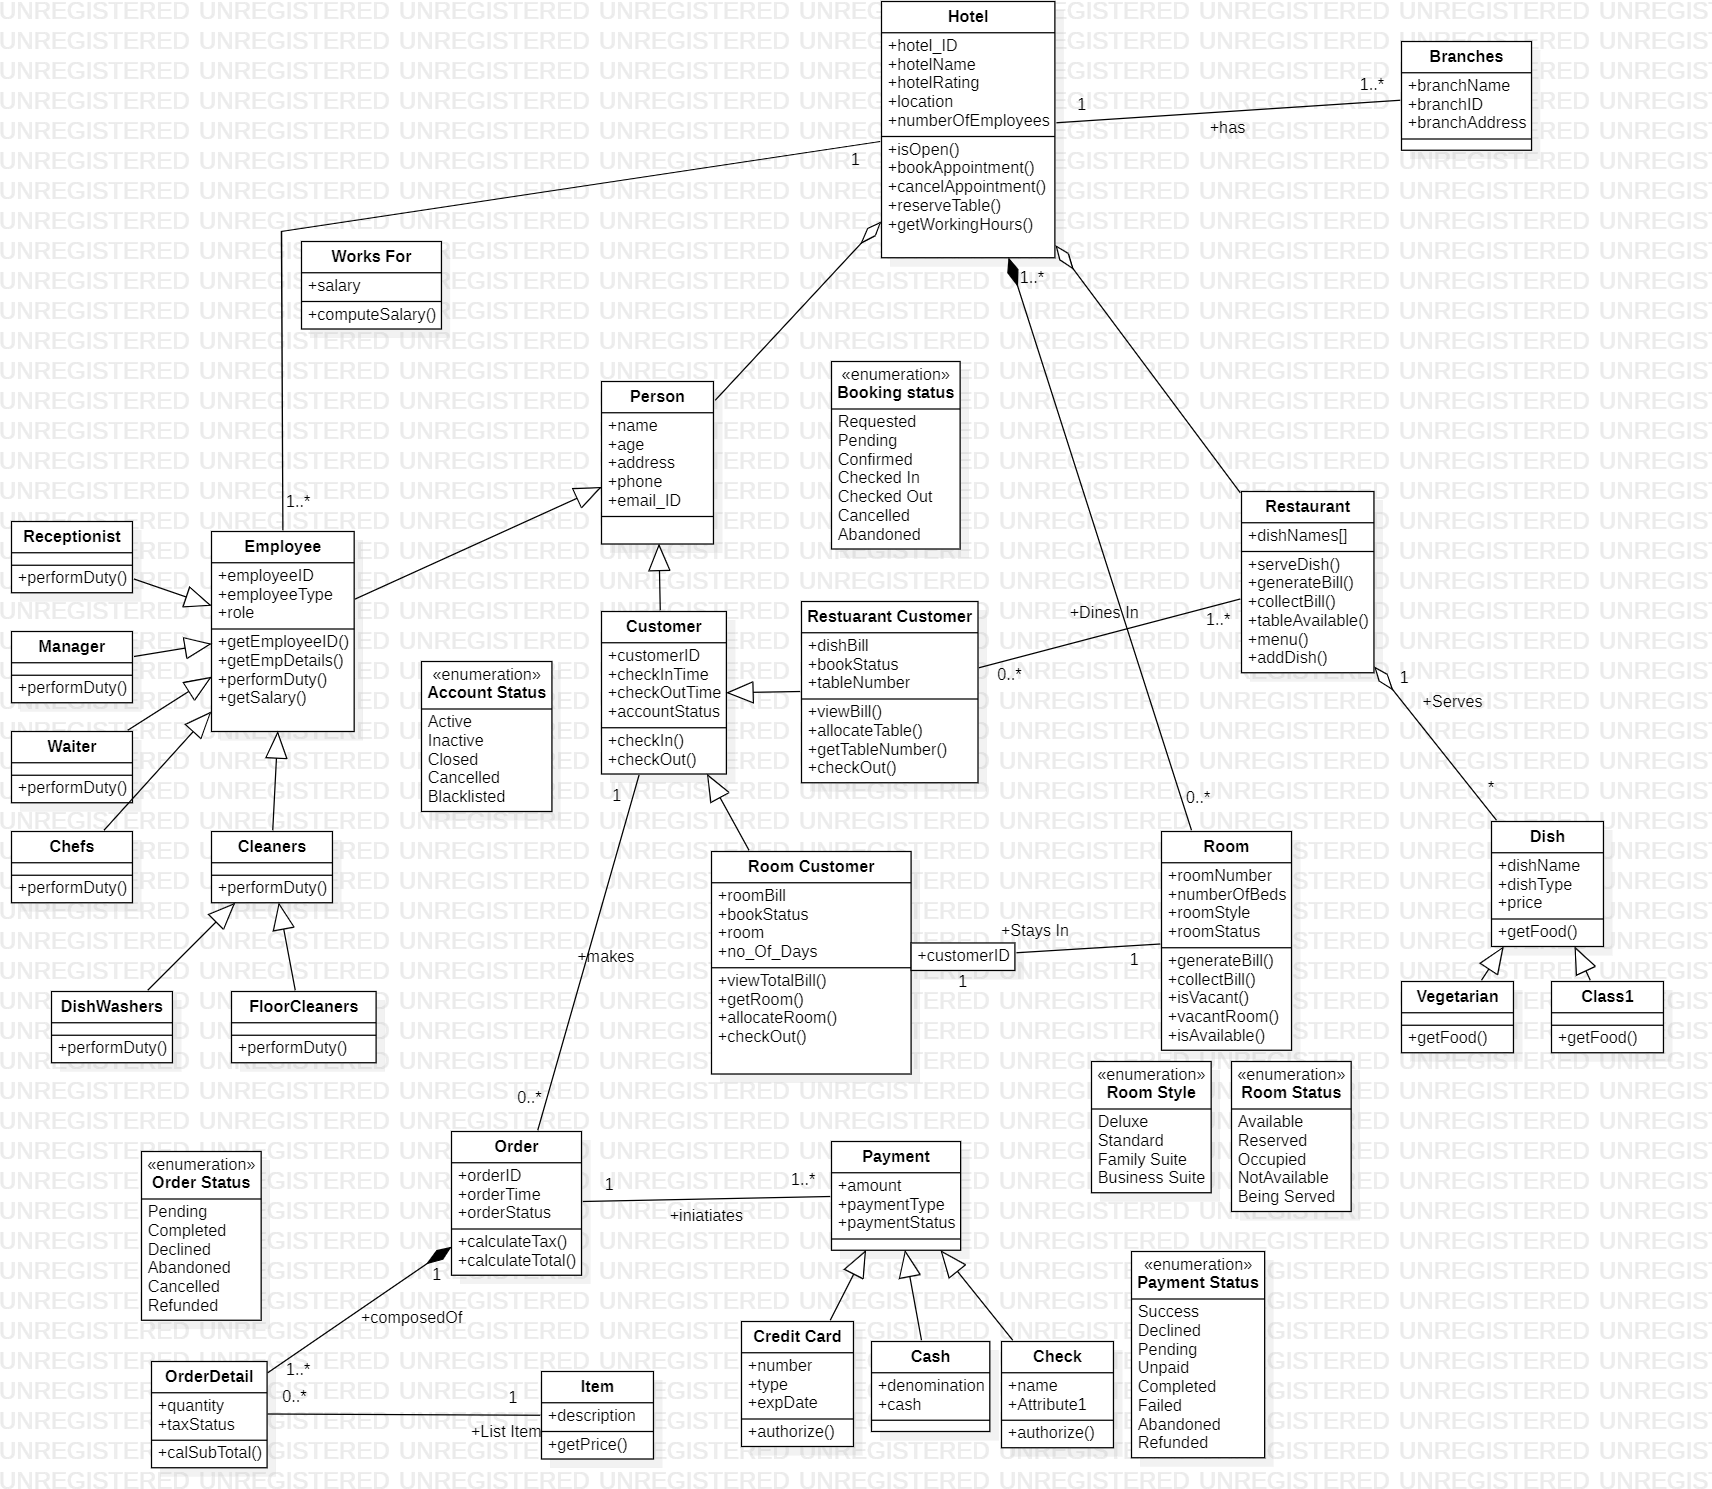 Hotel
+hotel_ID
+hotelName
+hotelRating
+location
+numberOfEmployees
+isOpen()
+bookAppointment()
+cancelAppointment()
+reserveTable()
+getWorkingHours()
Branches
+branchName
+branchID
+branchAddress
1
1..*
+has
1
Works For
+salary
+computeSalary()
1..*
1..*
Person
+name
+age
+address
+phone
+email_ID
«enumeration»
Booking status
Requested
Pending
Confirmed
Checked In
Checked Out
Cancelled
Abandoned
Restaurant
+dishNames[]
+serveDish()
+generateBill()
+collectBill()
+tableAvailable()
+menu()
+addDish()
Receptionist
+performDuty()
Employee
+employeeID
+employeeType
+role
+getEmployeeID()
+getEmpDetails()
+performDuty()
+getSalary()
Manager
+performDuty()
Waiter
+performDuty()
Chefs
+performDuty()
Cleaners
+performDuty()
DishWashers
+performDuty()
FloorCleaners
+performDuty()
«enumeration»
Account Status
Active
Inactive
Closed
Cancelled
Blacklisted
Customer
+customerID
+checkInTime
+checkOutTime
+accountStatus
+checkIn()
+checkOut()
Restuarant Customer
+dishBill
+bookStatus
+tableNumber
+viewBill()
+allocateTable()
+getTableNumber()
+checkOut()
+Dines In
1..*
0..*
1
+Serves
*
1
0..*
Room Customer
+roomBill
+bookStatus
+room
+no_Of_Days
+viewTotalBill()
+getRoom()
+allocateRoom()
+checkOut()
+customerID
+Stays In
1
1
Room
+roomNumber
+numberOfBeds
+roomStyle
+roomStatus
+generateBill()
+collectBill()
+isVacant()
+vacantRoom()
+isAvailable()
Dish
+dishName
+dishType
+price
+getFood()
Vegetarian
+getFood()
Class1
+getFood()
+makes
0..*
«enumeration»
Room Style
Deluxe
Standard
Family Suite
Business Suite
«enumeration»
Room Status
Available
Reserved
Occupied
NotAvailable
Being Served
«enumeration»
Order Status
Pending
Completed
Declined
Abandoned
Cancelled
Refunded
Order
+orderID
+orderTime
+orderStatus
+calculateTax()
+calculateTotal()
1
1..*
+iniatiates
Payment
+amount
+paymentType
+paymentStatus
1
+composedOf
1..*
OrderDetail
+quantity
+taxStatus
+calSubTotal()
0..*
1
+List Item
Item
+description
+getPrice()
Credit Card
+number
+type
+expDate
+authorize()
Cash
+denomination
+cash
Check
+name
+Attribute1
+authorize()
«enumeration»
Payment Status
Success
Declined
Pending
Unpaid
Completed
Failed
Abandoned
Refunded
UNREGISTERED